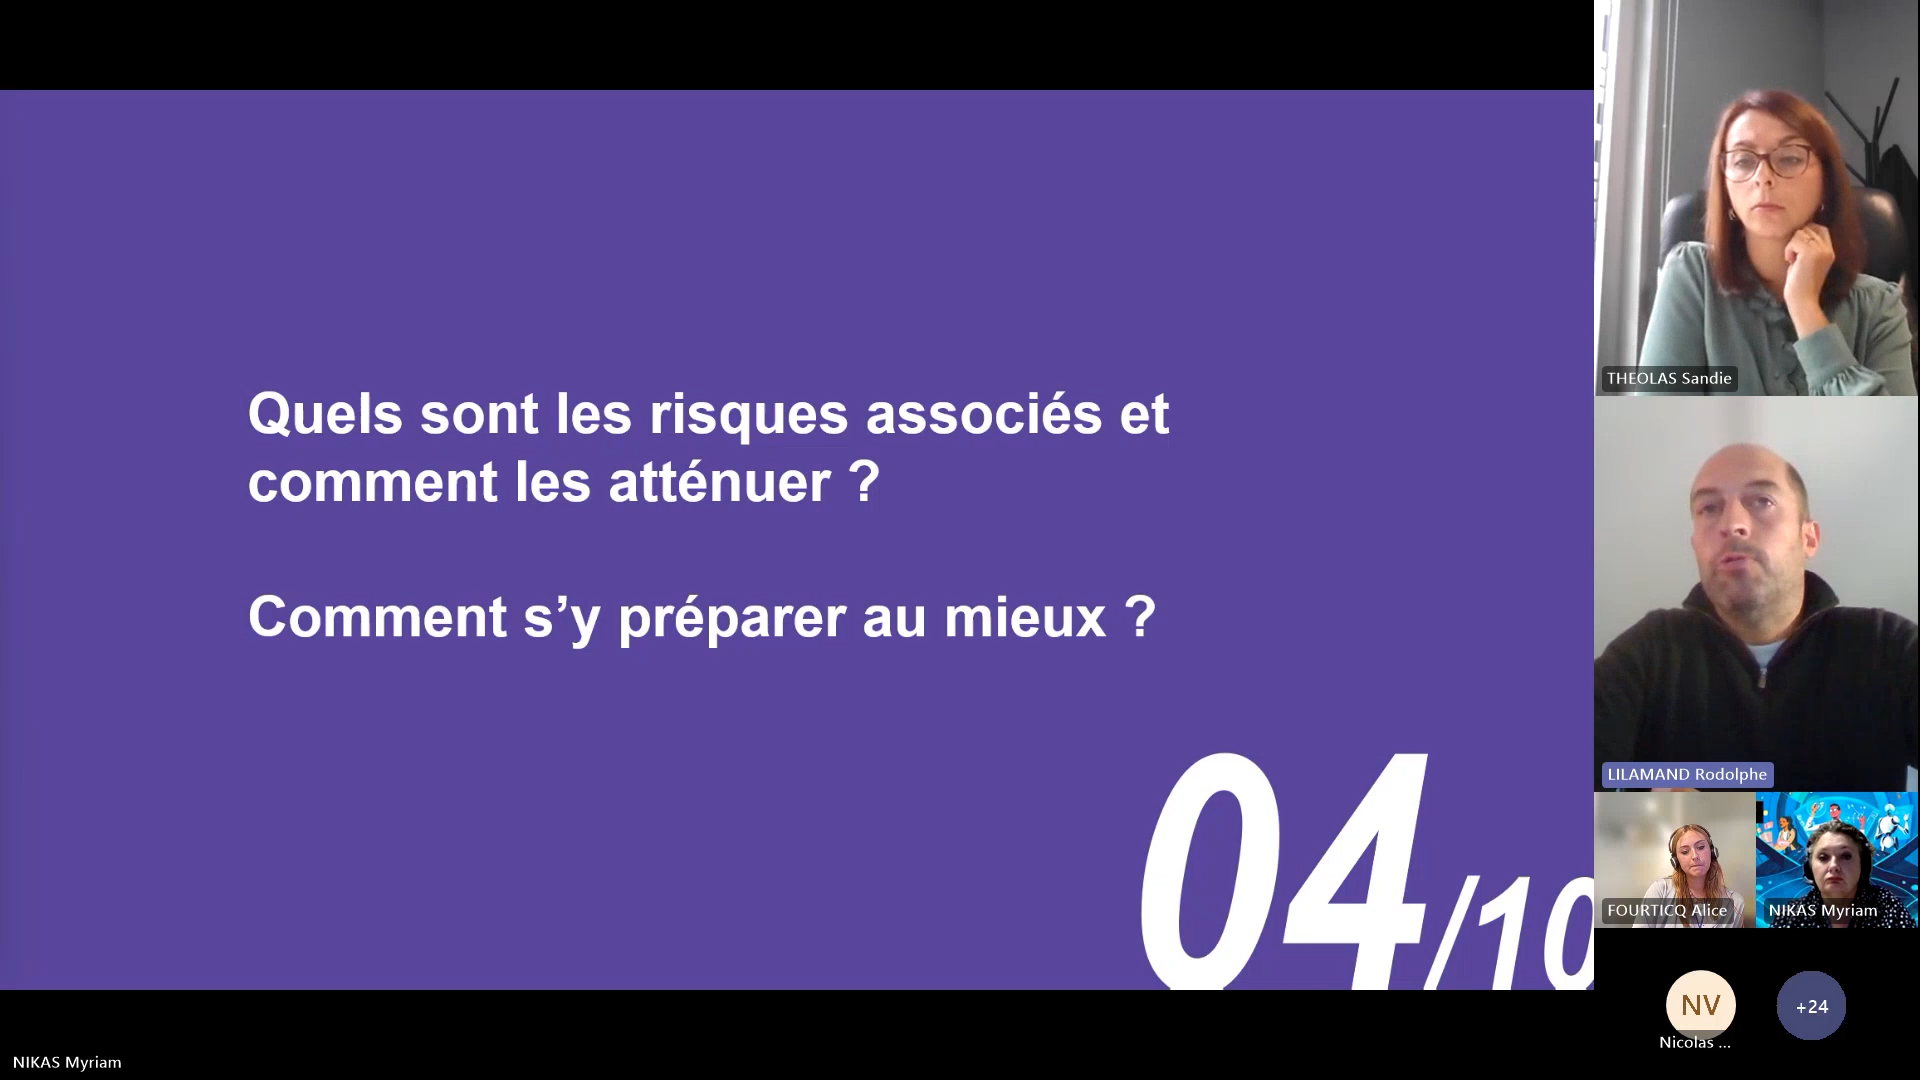 Quels sont les risques associés et
comment les atténuer ?
Comment s’y préparer au mieux ?
04/10
THEOLAS Sandie
LILAMAND Rodolphe
FOURTICQ Alice
NIKAS Myriam
NV
+24
Nicolas ...
NIKAS Myriam